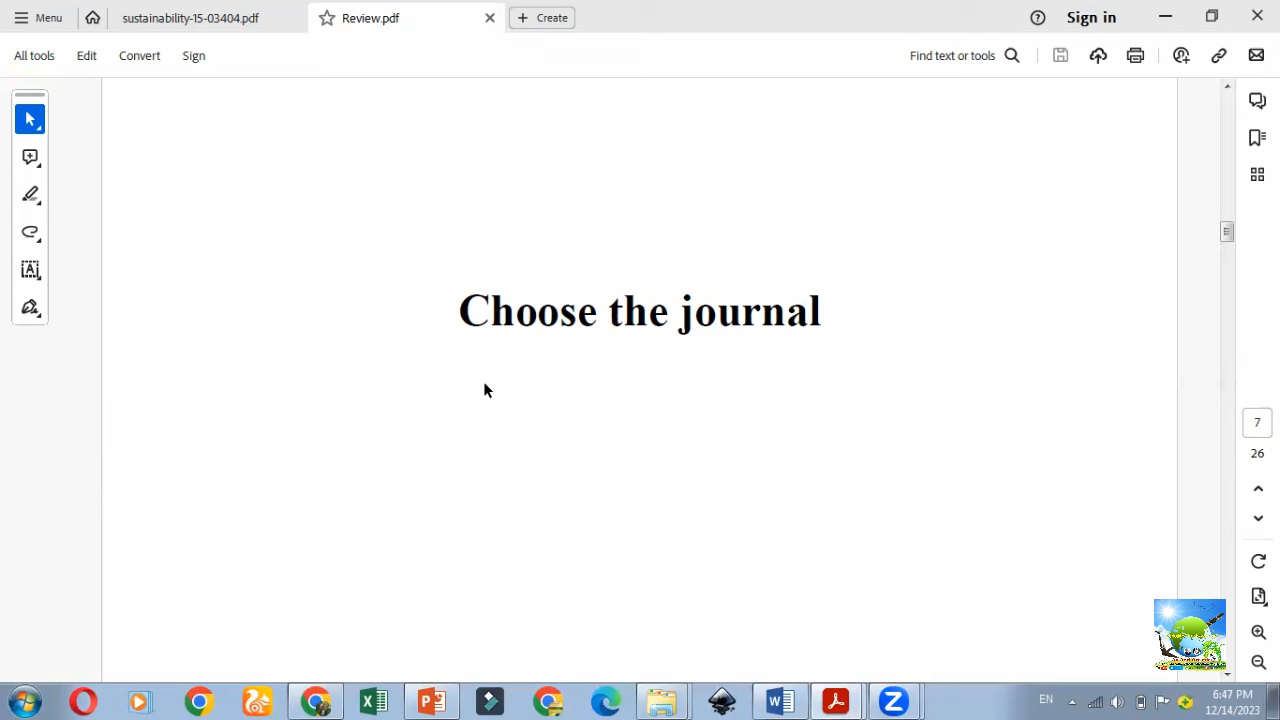 Menu
sustainability-15-03404.pdf
Review.pdf
Create
Sign in
All tools
Edit
Convert
Sign
Find text or tools
Choose the journal
7
26
EN
6:47 PM
12/14/2023